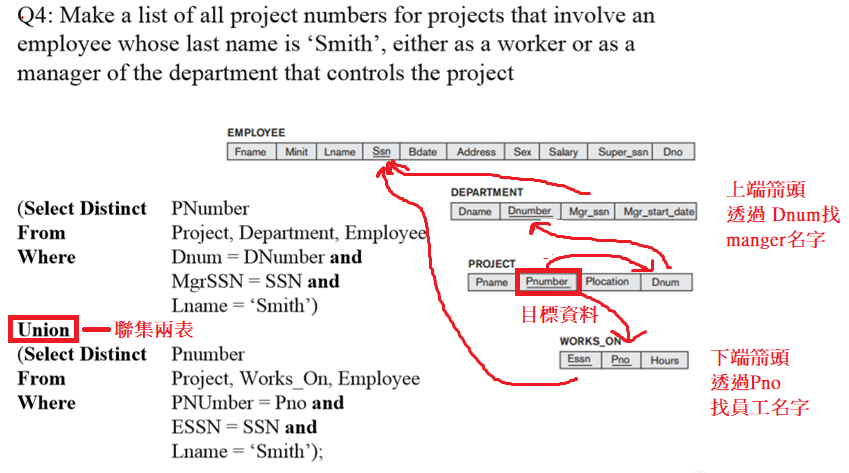 Q4: Make a list of all project numbers for projects that involve an
employee whose last name is ‘Smith’, either as a worker or as a
manager of the department that controls the project
EMPLOYEE
Fname Minit Lname Ssn Bdate Address Sex Salary Super_ssn Dno
DEPARTMENT
Dname Dnumber Mgr_ssn Mgr_start_date
上端箭頭
透過 Dnum找
manger名字
PROJECT
Pname Pnumber Plocation Dnum
目標資料
WORKS_ON
Essn Pno Hours
下端箭頭
透過Pno
找員工名字
(Select Distinct PNumber
From Project, Department, Employee
Where Dnum = DNumber and
MgrSSN = SSN and
Lname = ‘Smith’)
Union 聯集兩表
(Select Distinct Pnumber
From Project, Works_On, Employee
Where PNUmber = Pno and
ESSN = SSN and
Lname = ‘Smith’);